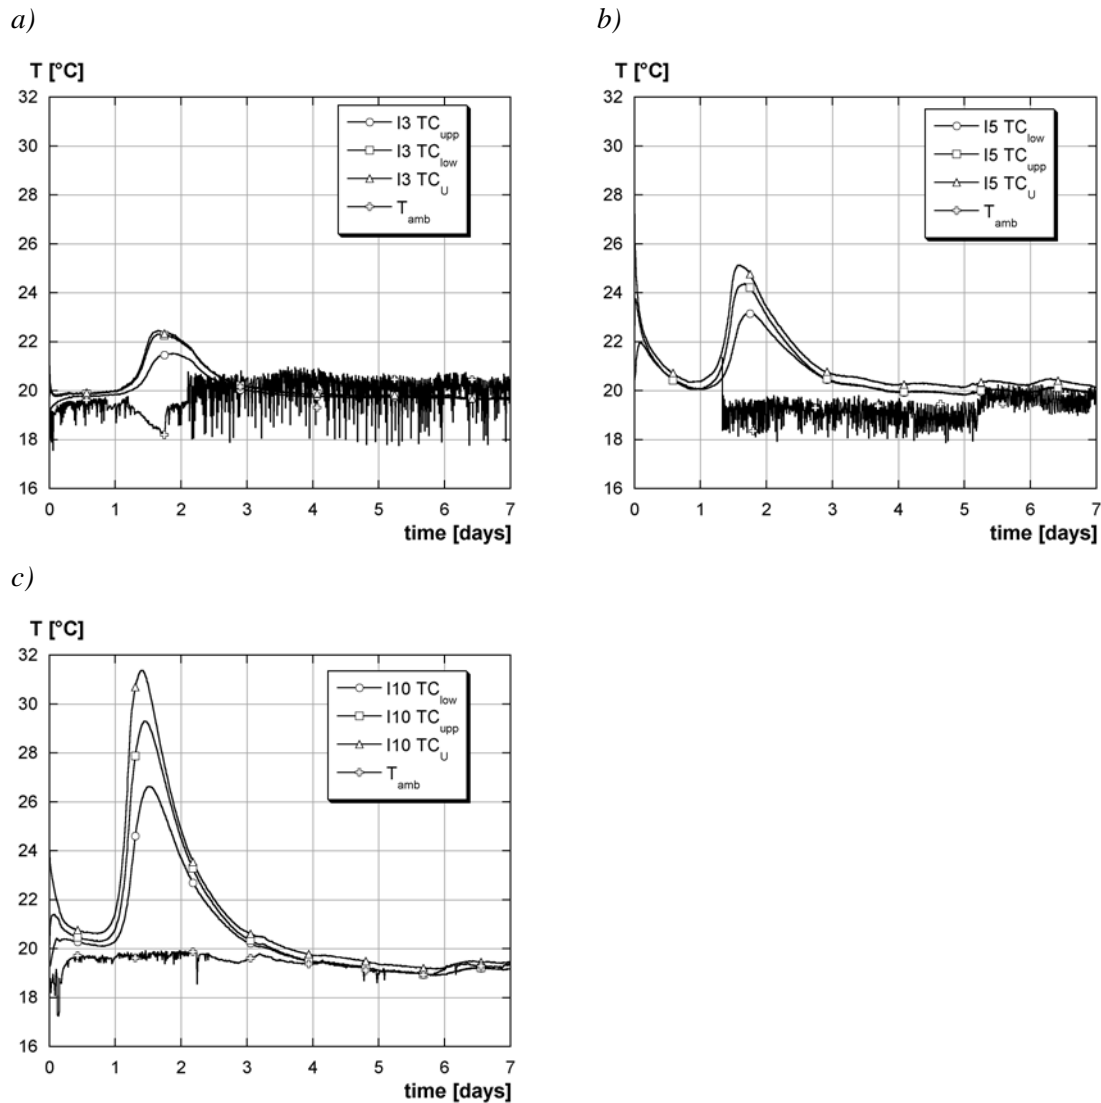 a)
T [°C]
32
30
28
26
24
22
20
18
16
0 1 2 3 4 5 6 7
time [days]
I3 TCupp
I3 TClow
I3 TCU
Tamb
b)
T [°C]
32
30
28
26
24
22
20
18
16
0 1 2 3 4 5 6 7
time [days]
I5 TClow
I5 TCupp
I5 TCU
Tamb
c)
T [°C]
32
30
28
26
24
22
20
18
16
0 1 2 3 4 5 6 7
time [days]
I10 TClow
I10 TCupp
I10 TCU
Tamb